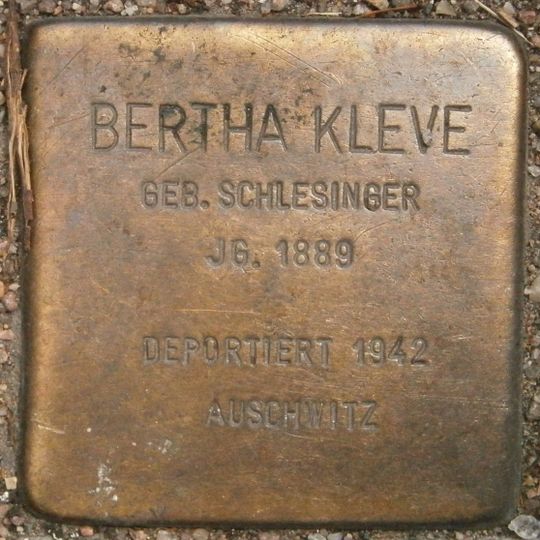 BERTHA KLEVE
GEB. SCHLESINGER
JG. 1889
DEPORTIERT 1942
AUSCHWITZ